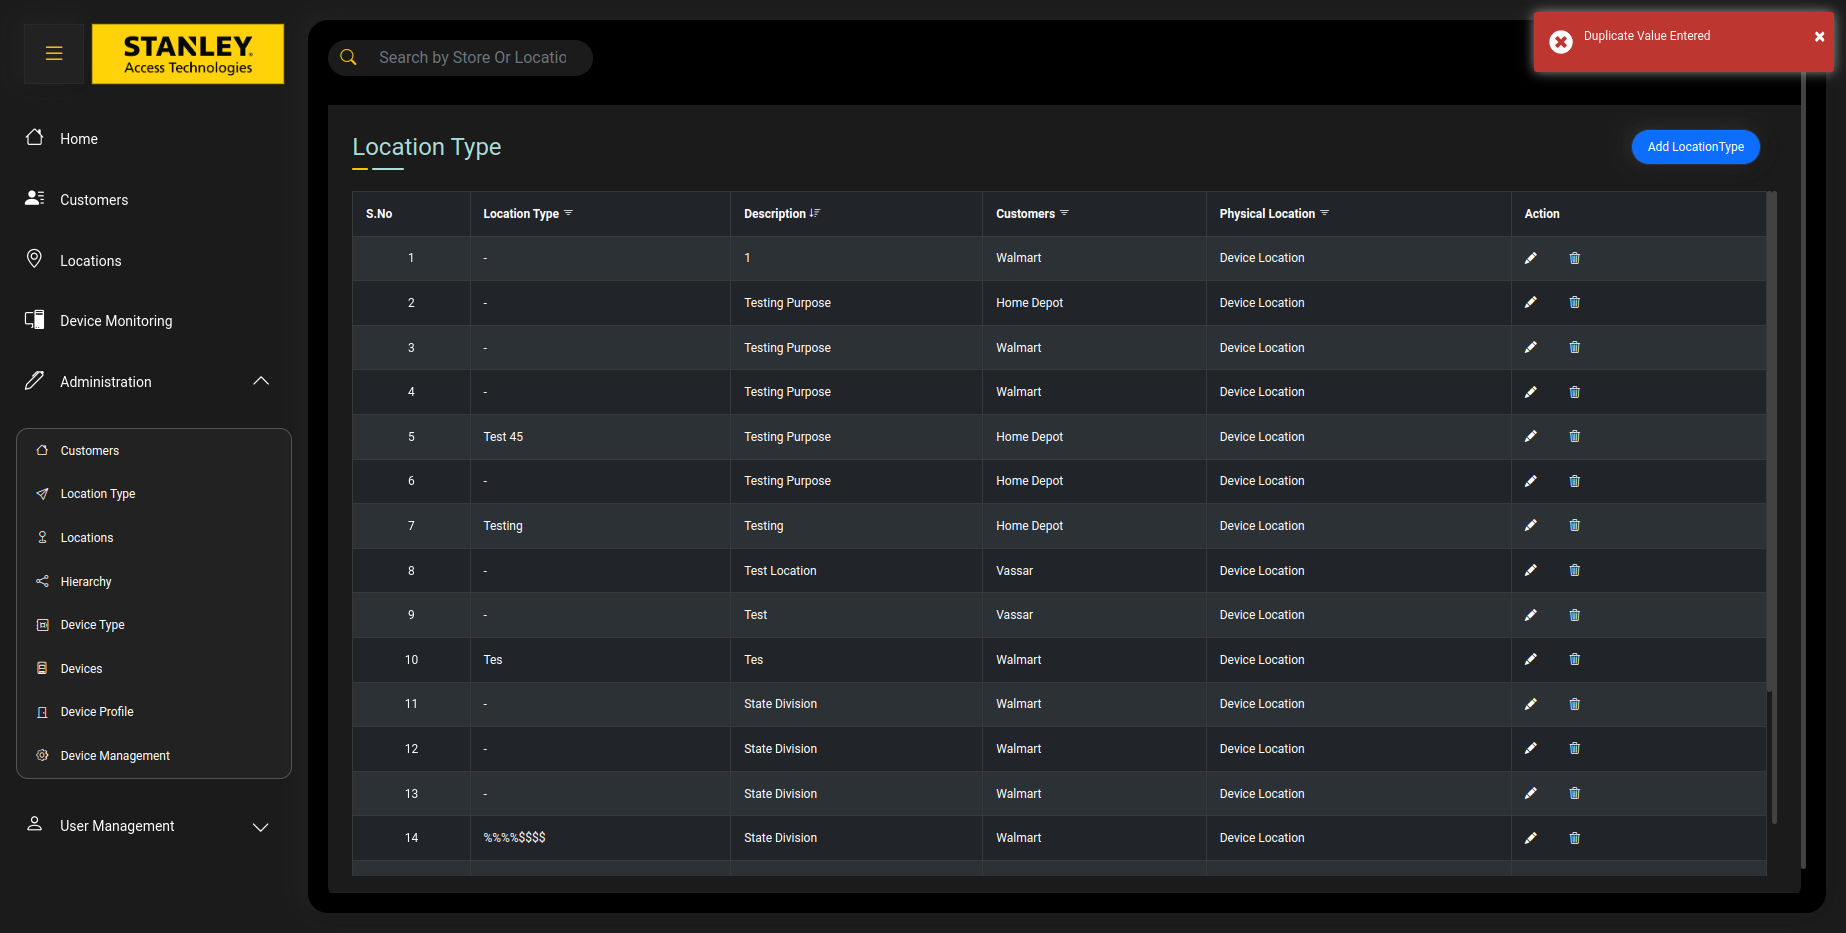 STANLEY
Access Technologies
Search by Store Or Locatio
Duplicate Value Entered
Home
Customers
Locations
Device Monitoring
Administration
Customers
Location Type
Locations
Hierarchy
Device Type
Devices
Device Profile
Device Management
User Management
Location Type
Add LocationType
S.No Location Type Description Customers Physical Location Action
1 - 1 Walmart Device Location
2 - Testing Purpose Home Depot Device Location
3 - Testing Purpose Walmart Device Location
4 - Testing Purpose Walmart Device Location
5 Test 45 Testing Purpose Home Depot Device Location
6 - Testing Purpose Home Depot Device Location
7 Testing Testing Home Depot Device Location
8 - Test Location Vassar Device Location
9 - Test Vassar Device Location
10 Tes Tes Walmart Device Location
11 - State Division Walmart Device Location
12 - State Division Walmart Device Location
13 - State Division Walmart Device Location
14 %%%%$$$$ State Division Walmart Device Location